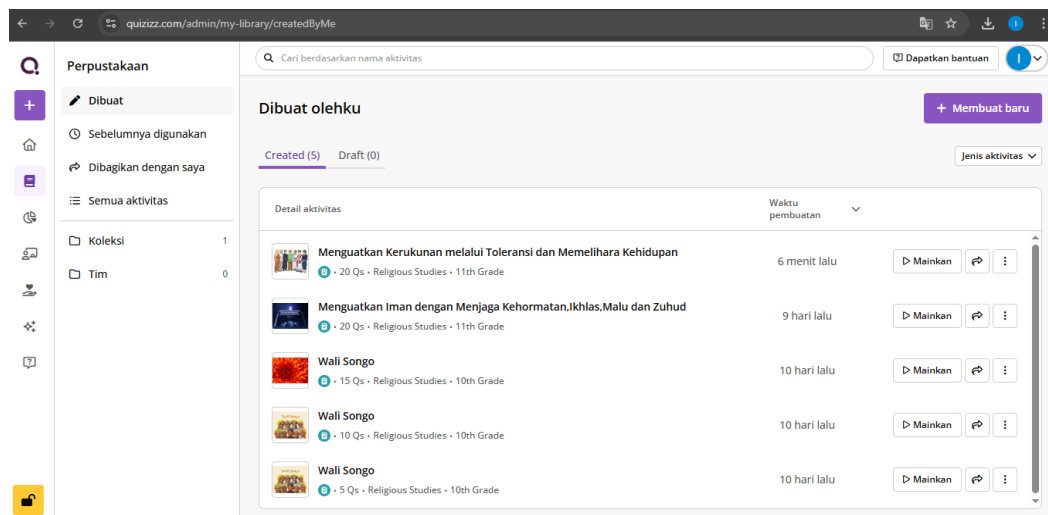 quizizz.com/admin/my-library/createdByMe
Perpustakaan
Dibuat
Sebelumnya digunakan
Dibagikan dengan saya
Semua aktivitas
Koleksi 1
Tim 0
Cari berdasarkan nama aktivitas
Dapatkan bantuan
I
I
Dibuat olehku
+ Membuat baru
Created (5) Draft (0)
Jenis aktivitas
Detail aktivitas
Waktu
pembuatan
Menguatkan Kerukunan melalui Toleransi dan Memelihara Kehidupan
• 20 Qs • Religious Studies • 11th Grade
6 menit lalu
Mainkan
Menguatkan Iman dengan Menjaga Kehormatan,Ikhlas,Malu dan Zuhud
• 20 Qs • Religious Studies • 11th Grade
9 hari lalu
Mainkan
Wali Songo
• 15 Qs • Religious Studies • 10th Grade
10 hari lalu
Mainkan
Wali Songo
• 10 Qs • Religious Studies • 10th Grade
10 hari lalu
Mainkan
Wali Songo
• 5 Qs • Religious Studies • 10th Grade
10 hari lalu
Mainkan